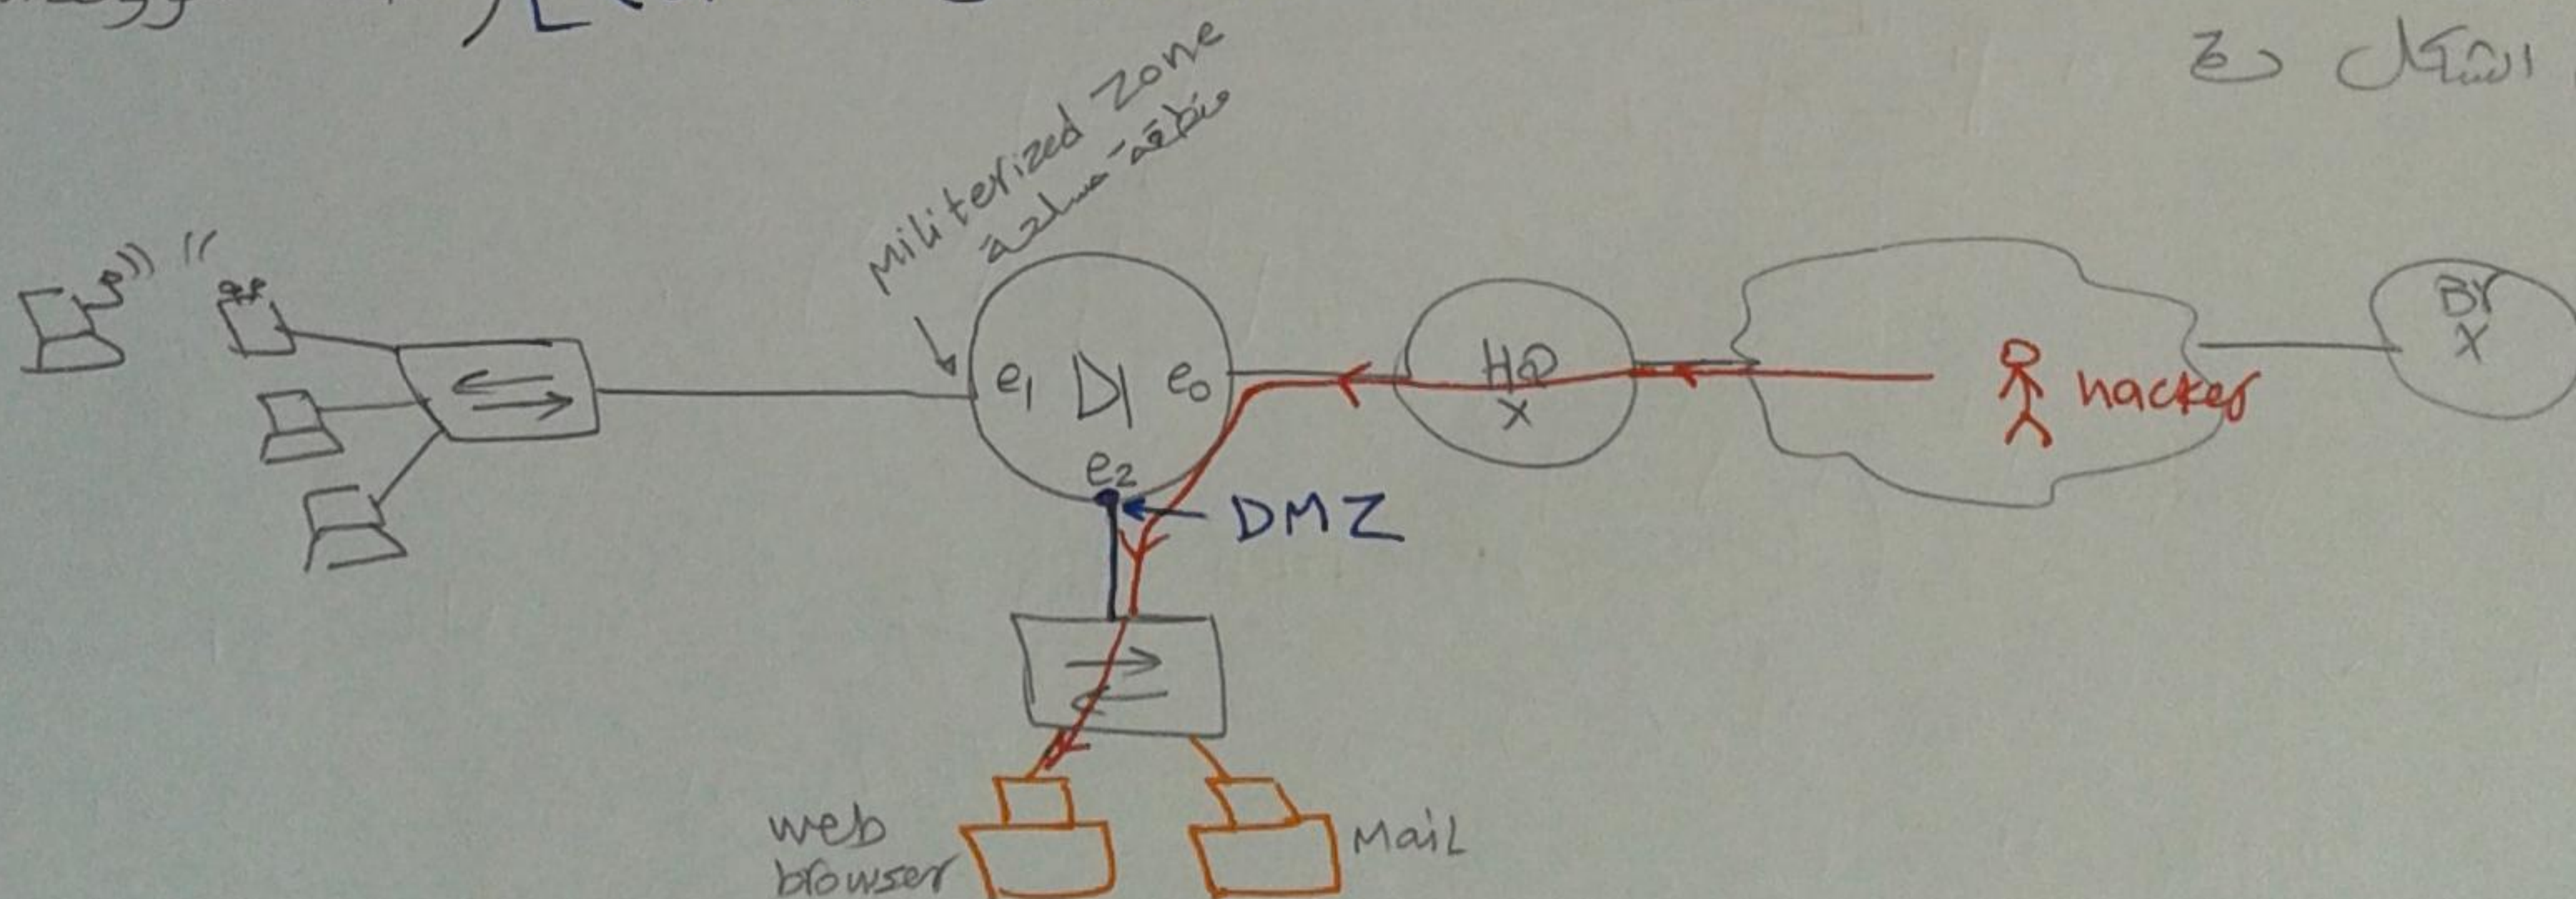 الشكل ج
Militerized Zone
منطقة مسلحة
e1
e0
e2
HQ
X
hacker
Br
X
DMZ
web
browser
Mail